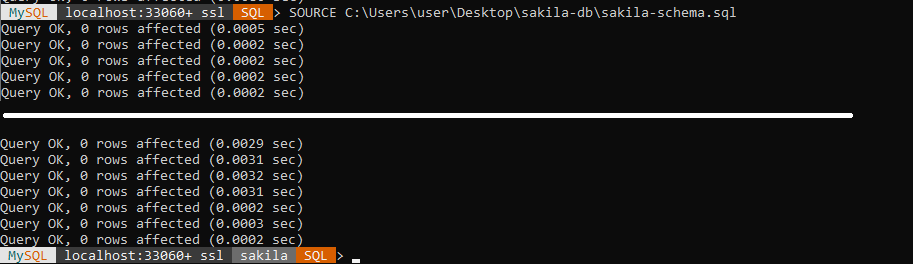 MySQL localhost:33060+ ssl SQL > SOURCE C:\Users\user\Desktop\sakila-db\sakila-schema.sql
Query OK, 0 rows affected (0.0005 sec)
Query OK, 0 rows affected (0.0002 sec)
Query OK, 0 rows affected (0.0002 sec)
Query OK, 0 rows affected (0.0002 sec)
Query OK, 0 rows affected (0.0002 sec)
Query OK, 0 rows affected (0.0029 sec)
Query OK, 0 rows affected (0.0031 sec)
Query OK, 0 rows affected (0.0032 sec)
Query OK, 0 rows affected (0.0031 sec)
Query OK, 0 rows affected (0.0002 sec)
Query OK, 0 rows affected (0.0003 sec)
Query OK, 0 rows affected (0.0002 sec)
MySQL localhost:33060+ ssl sakila SQL > _